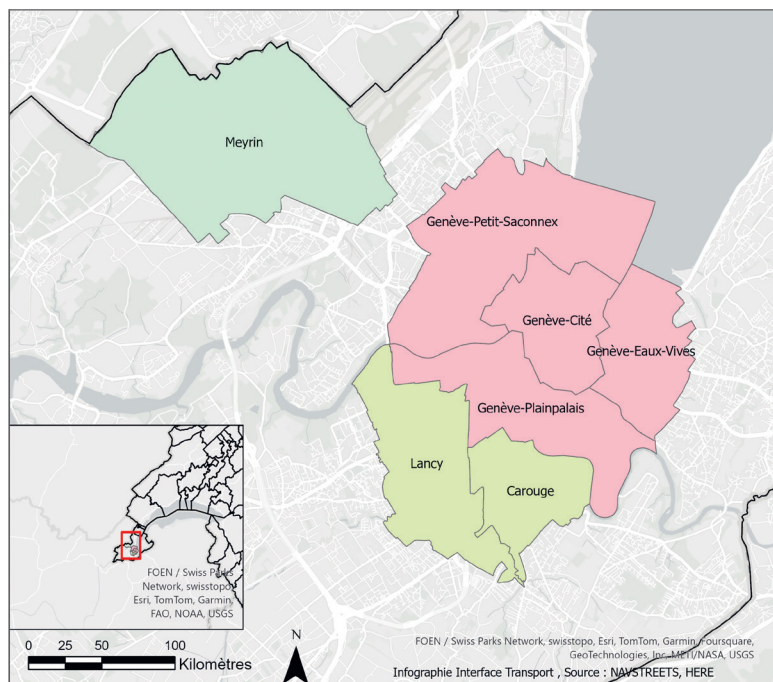 Meyrin
Genève-Petit-Saconnex
Genève-Cité
Genève-Eaux-Vives
Genève-Plainpalais
Lancy
Carouge
FOEN / Swiss Parks
Network, swisstopo,
Esri, TomTom, Garmin,
FAO, NOAA, USGS
0 25 50 100
Kilomètres
N
FOEN / Swiss Parks Network, swisstopo, Esri, TomTom, Garmin, Foursquare,
GeoTechnologies, Inc, METI/NASA, USGS
Infographie Interface Transport , Source : NAVSTREETS, HERE